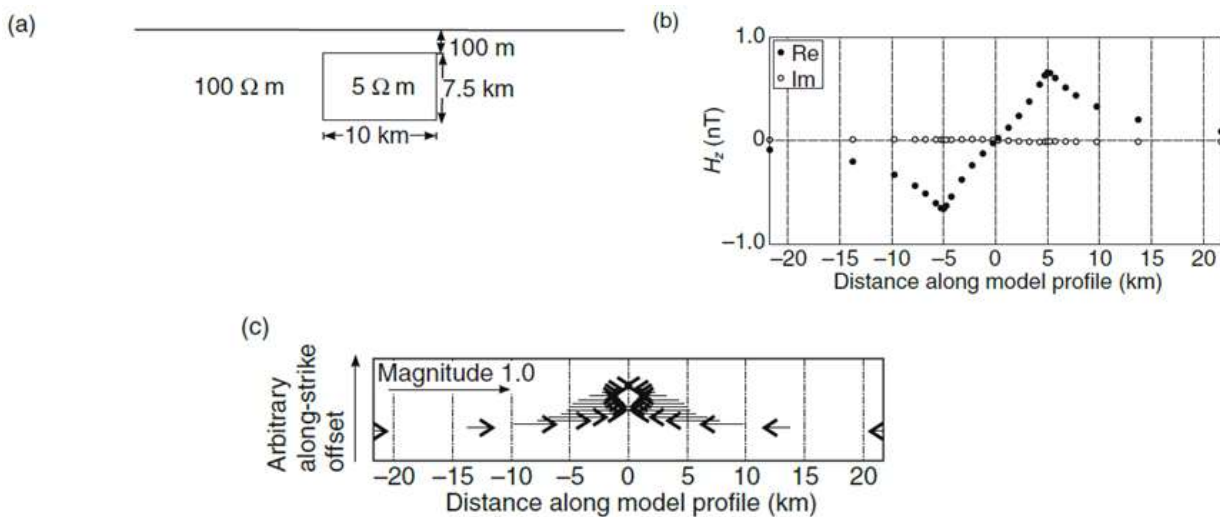 (a)
100 m
100 Ω m
5 Ω m
7.5 km
10 km
(b)
1.0
Re
Im
0
−1.0
Hz (nT)
−20 −15 −10 −5 0 5 10 15 20
Distance along model profile (km)
(c)
Magnitude 1.0
Arbitrary
along-strike
offset
−20 −15 −10 −5 0 5 10 15 20
Distance along model profile (km)